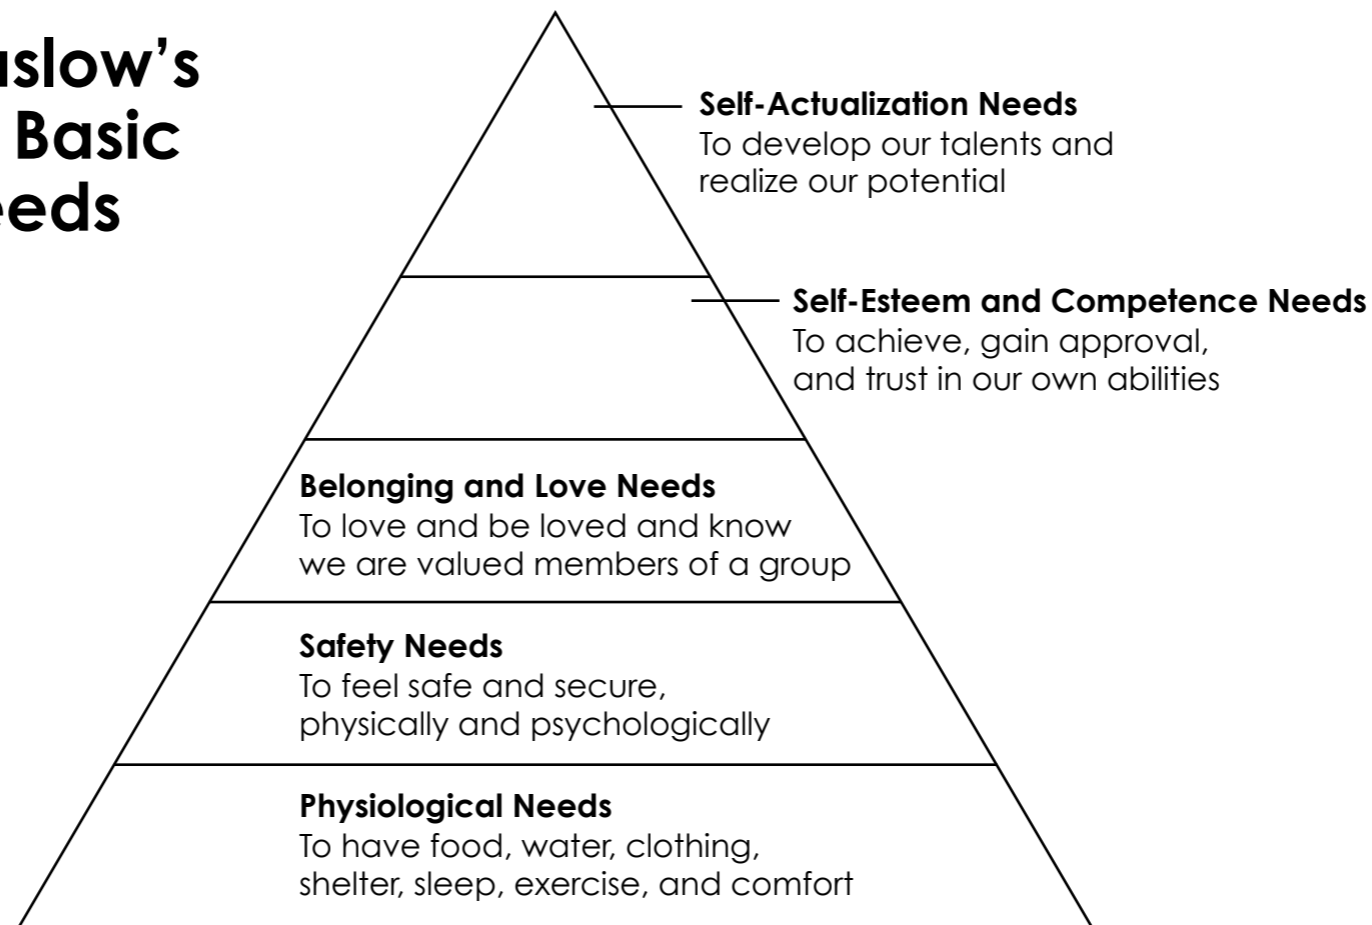 aslow’s
Basic
eeds
Self-Actualization Needs
To develop our talents and
realize our potential
Self-Esteem and Competence Needs
To achieve, gain approval,
and trust in our own abilities
Belonging and Love Needs
To love and be loved and know
we are valued members of a group
Safety Needs
To feel safe and secure,
physically and psychologically
Physiological Needs
To have food, water, clothing,
shelter, sleep, exercise, and comfort